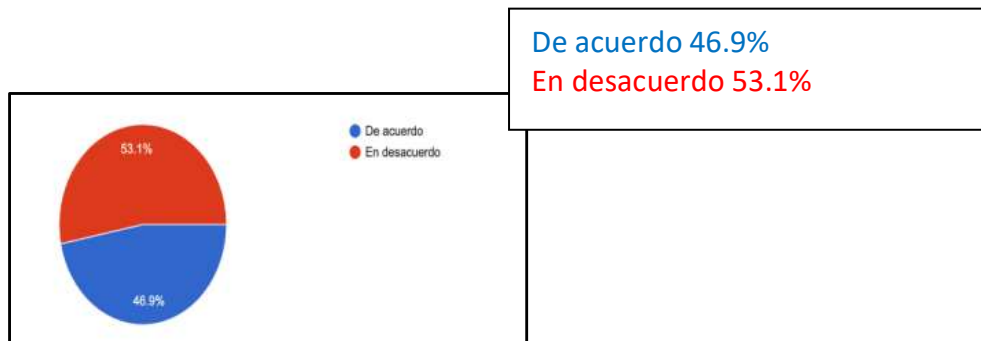 De acuerdo 46.9%
En desacuerdo 53.1%
De acuerdo
En desacuerdo
53.1%
46.9%